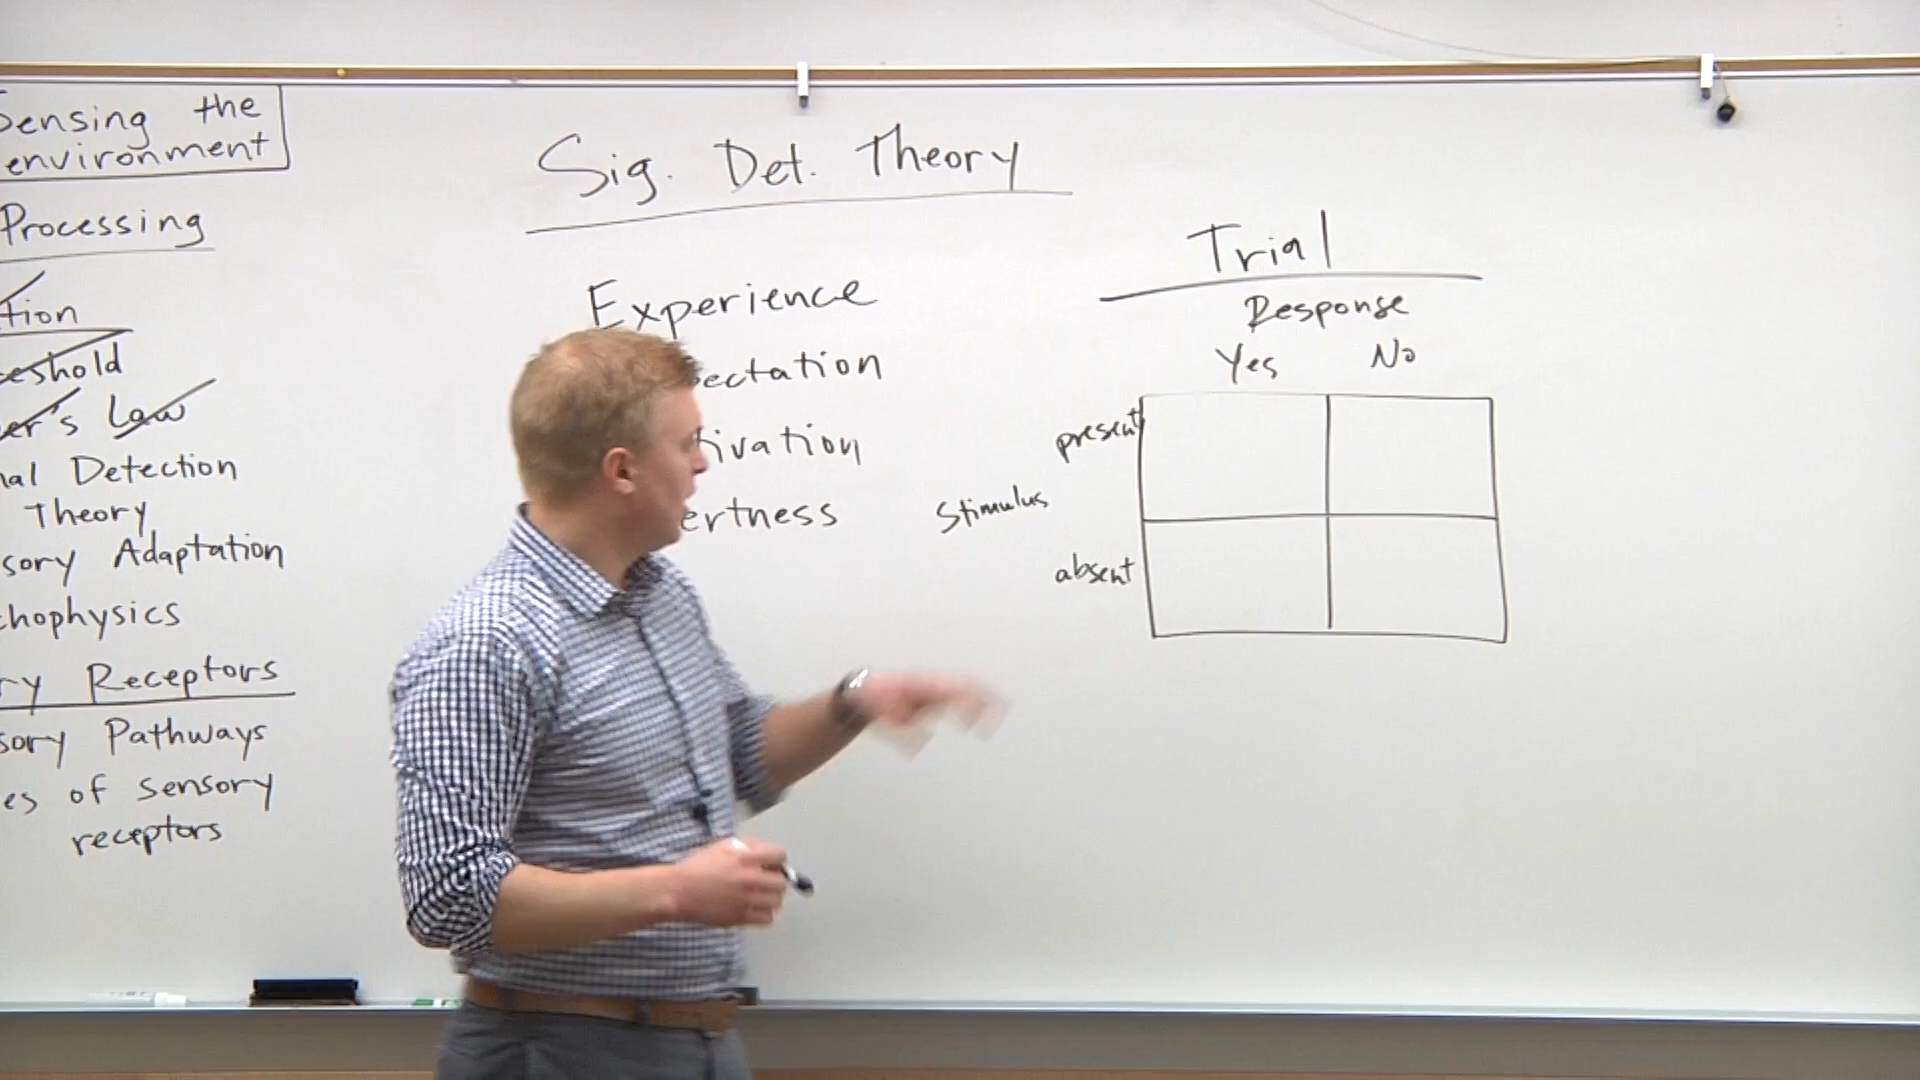 Sensing the
environment
Processing
tion
eshold
er's Law
nal Detection
Theory
sory Adaptation
chophysics
ry Receptors
sory Pathways
es of sensory
receptors
Sig. Det. Theory
Experience
ectation
ivation
ertness
Trial
Response
Yes No
present
stimulus
absent